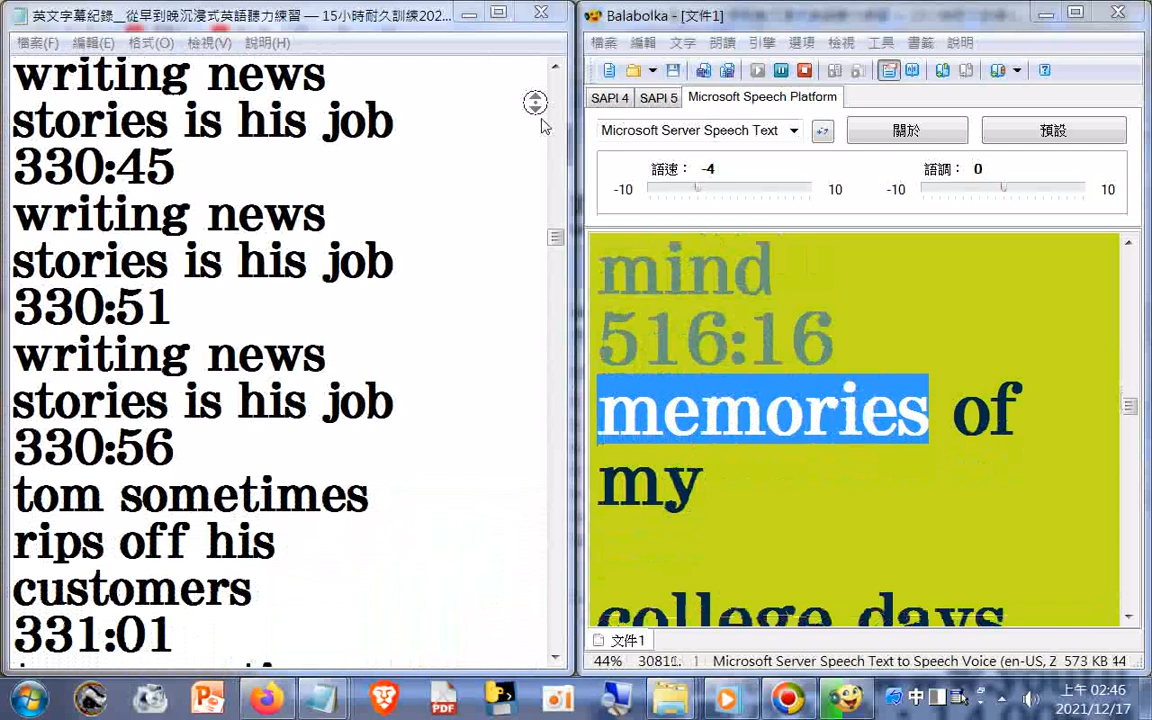 英文字幕紀錄__從早到晚沉浸式英語聽力練習 — 15小時耐久訓練202...
檔案(F) 編輯(E) 格式(O) 檢視(V) 說明(H)
writing news
stories is his job
330:45
writing news
stories is his job
330:51
writing news
stories is his job
330:56
tom sometimes
rips off his
customers
331:01
Balabolka - [文件1]
檔案 編輯 文字 朗讀 引擎 選項 檢視 工具 書籤 說明
SAPI 4 SAPI 5 Microsoft Speech Platform
Microsoft Server Speech Text 關於 預設
語速： -4 語調： 0
-10 10 -10 10
mind
516:16
memories of
my
college days
文件1
44% Microsoft Server Speech Text to Speech Voice (en-US, Z 573 KB 44
中 上午 02:46
2021/12/17